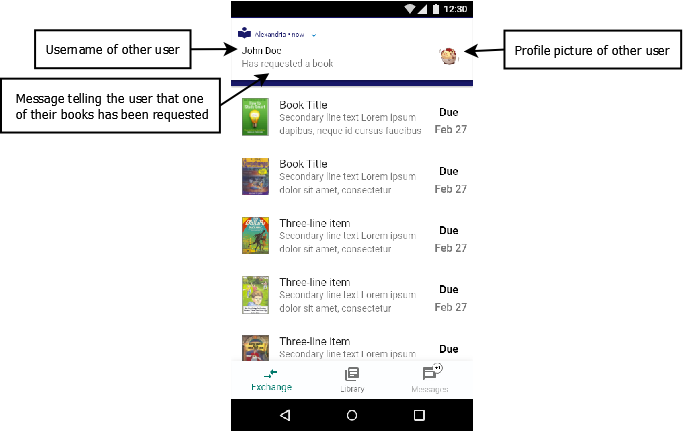 12:30
Alexandria • now
Username of other user
John Doe
Has requested a book
Profile picture of other user
Message telling the user that one
of their books has been requested
Book Title
Secondary line text Lorem ipsum
dapibus, neque id cursus faucibus
Due
Feb 27
Book Title
Secondary line text Lorem ipsum
dolor sit amet, consectetur
Due
Feb 27
Three-line item
Secondary line text Lorem ipsum
dolor sit amet, consectetur
Due
Feb 27
Three-line item
Secondary line text Lorem ipsum
dolor sit amet, consectetur
Due
Feb 27
Three-line item
Secondary line text Lorem ipsum
Due
Exchange
Library
Messages